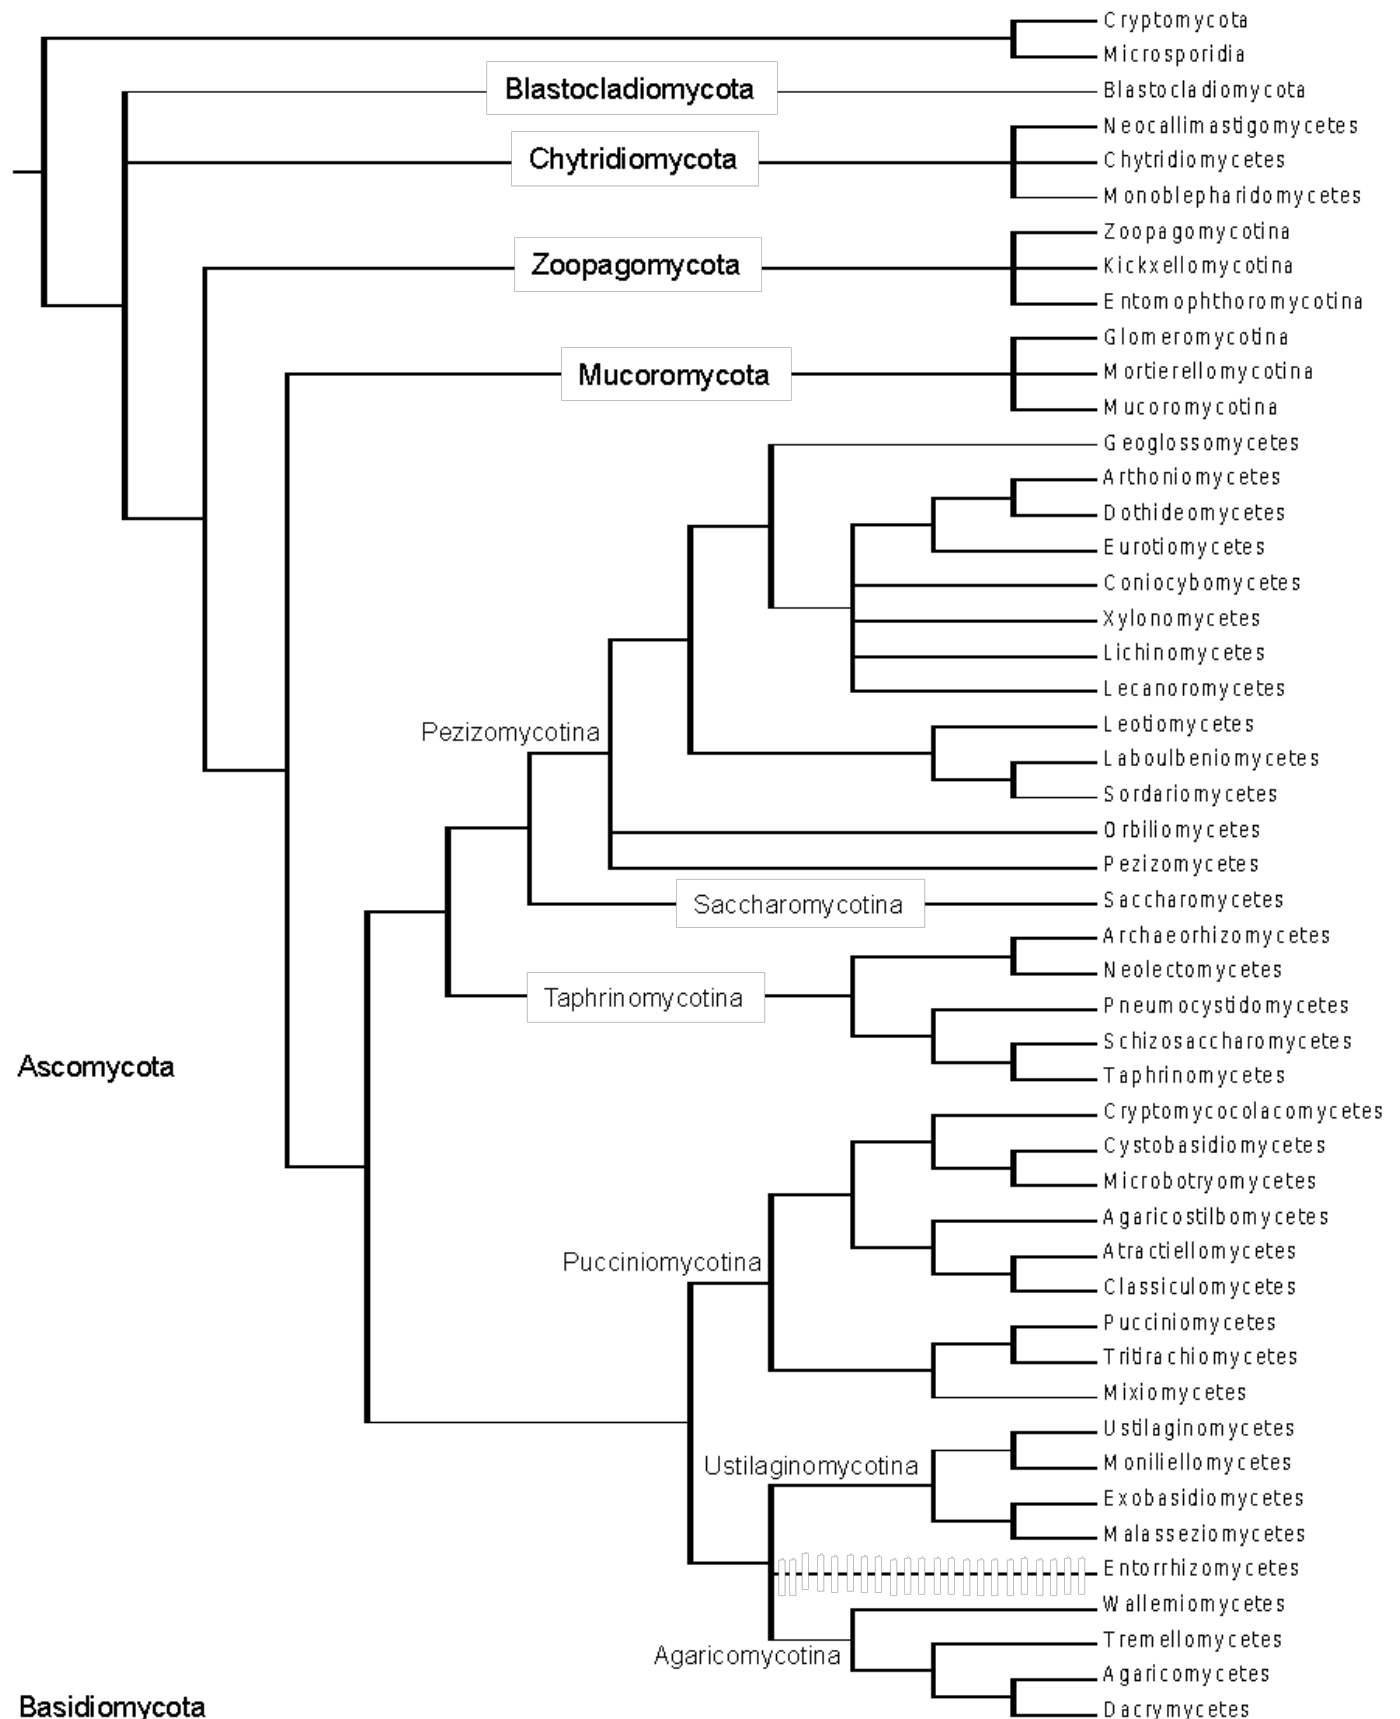 Cryptomycota
Microsporidia
Blastocladiomycota
Blastocladiomycota
Neocallimastigomycetes
Chytridiomycota
Chytridiomycetes
Monoblepharidomycetes
Zoopagomycotina
Zoopagomycota
Kickxellomycotina
Entomophthoromycotina
Glomeromycotina
Mucoromycota
Mortierellomycotina
Mucoromycotina
Geoglossomycetes
Arthoniomycetes
Dothideomycetes
Eurotiomycetes
Coniocybomycetes
Xylonomycetes
Lichinomycetes
Lecanoromycetes
Pezizomycotina
Leotiomycetes
Laboulbeniomycetes
Sordariomycetes
Orbiliomycetes
Pezizomycetes
Saccharomycotina
Saccharomycetes
Archaeorhizomycetes
Neolectomycetes
Taphrinomycotina
Pneumocystidomycetes
Schizosaccharomycetes
Ascomycota
Taphrinomycetes
Cryptomycocolacomycetes
Cystobasidiomycetes
Microbotryomycetes
Agaricostilbomycetes
Atractiellomycetes
Pucciniomycotina
Classiculomycetes
Pucciniomycetes
Tritirachiomycetes
Mixiomycetes
Ustilaginomycetes
Ustilaginomycotina
Moniliellomycetes
Exobasidiomycetes
Malasseziomycetes
Entorrhizomycetes
Wallemiomycetes
Tremellomycetes
Agaricomycotina
Agaricomycetes
Basidiomycota
Dacrymycetes